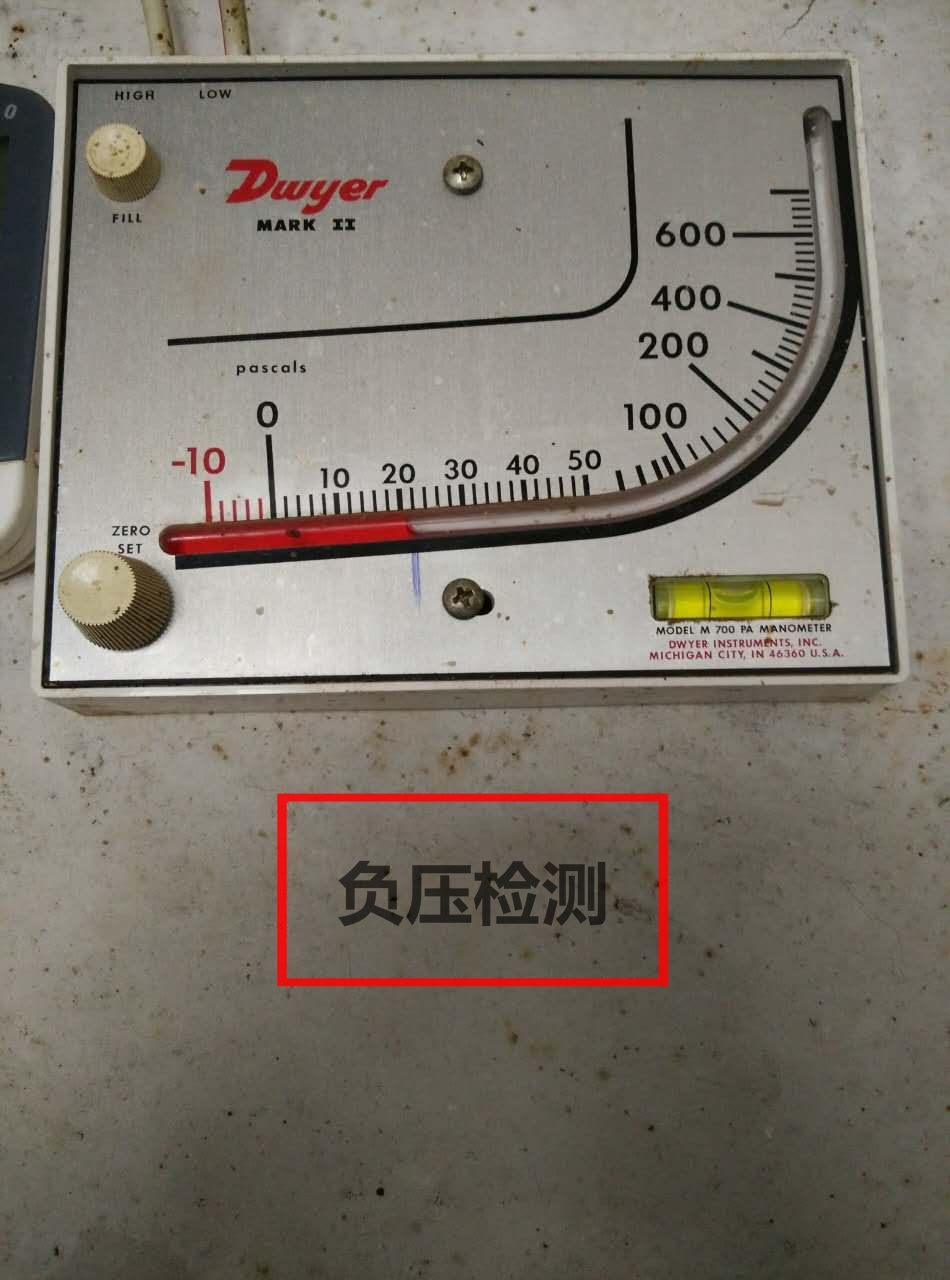 0
HIGH LOW
FILL
Dwyer
MARK II
600
400
200
100
pascals
0
-10
10 20 30 40 50
ZERO
SET
MODEL M 700 PA MANOMETER
DWYER INSTRUMENTS, INC.
MICHIGAN CITY, IN 46360 U.S.A.
负压检测